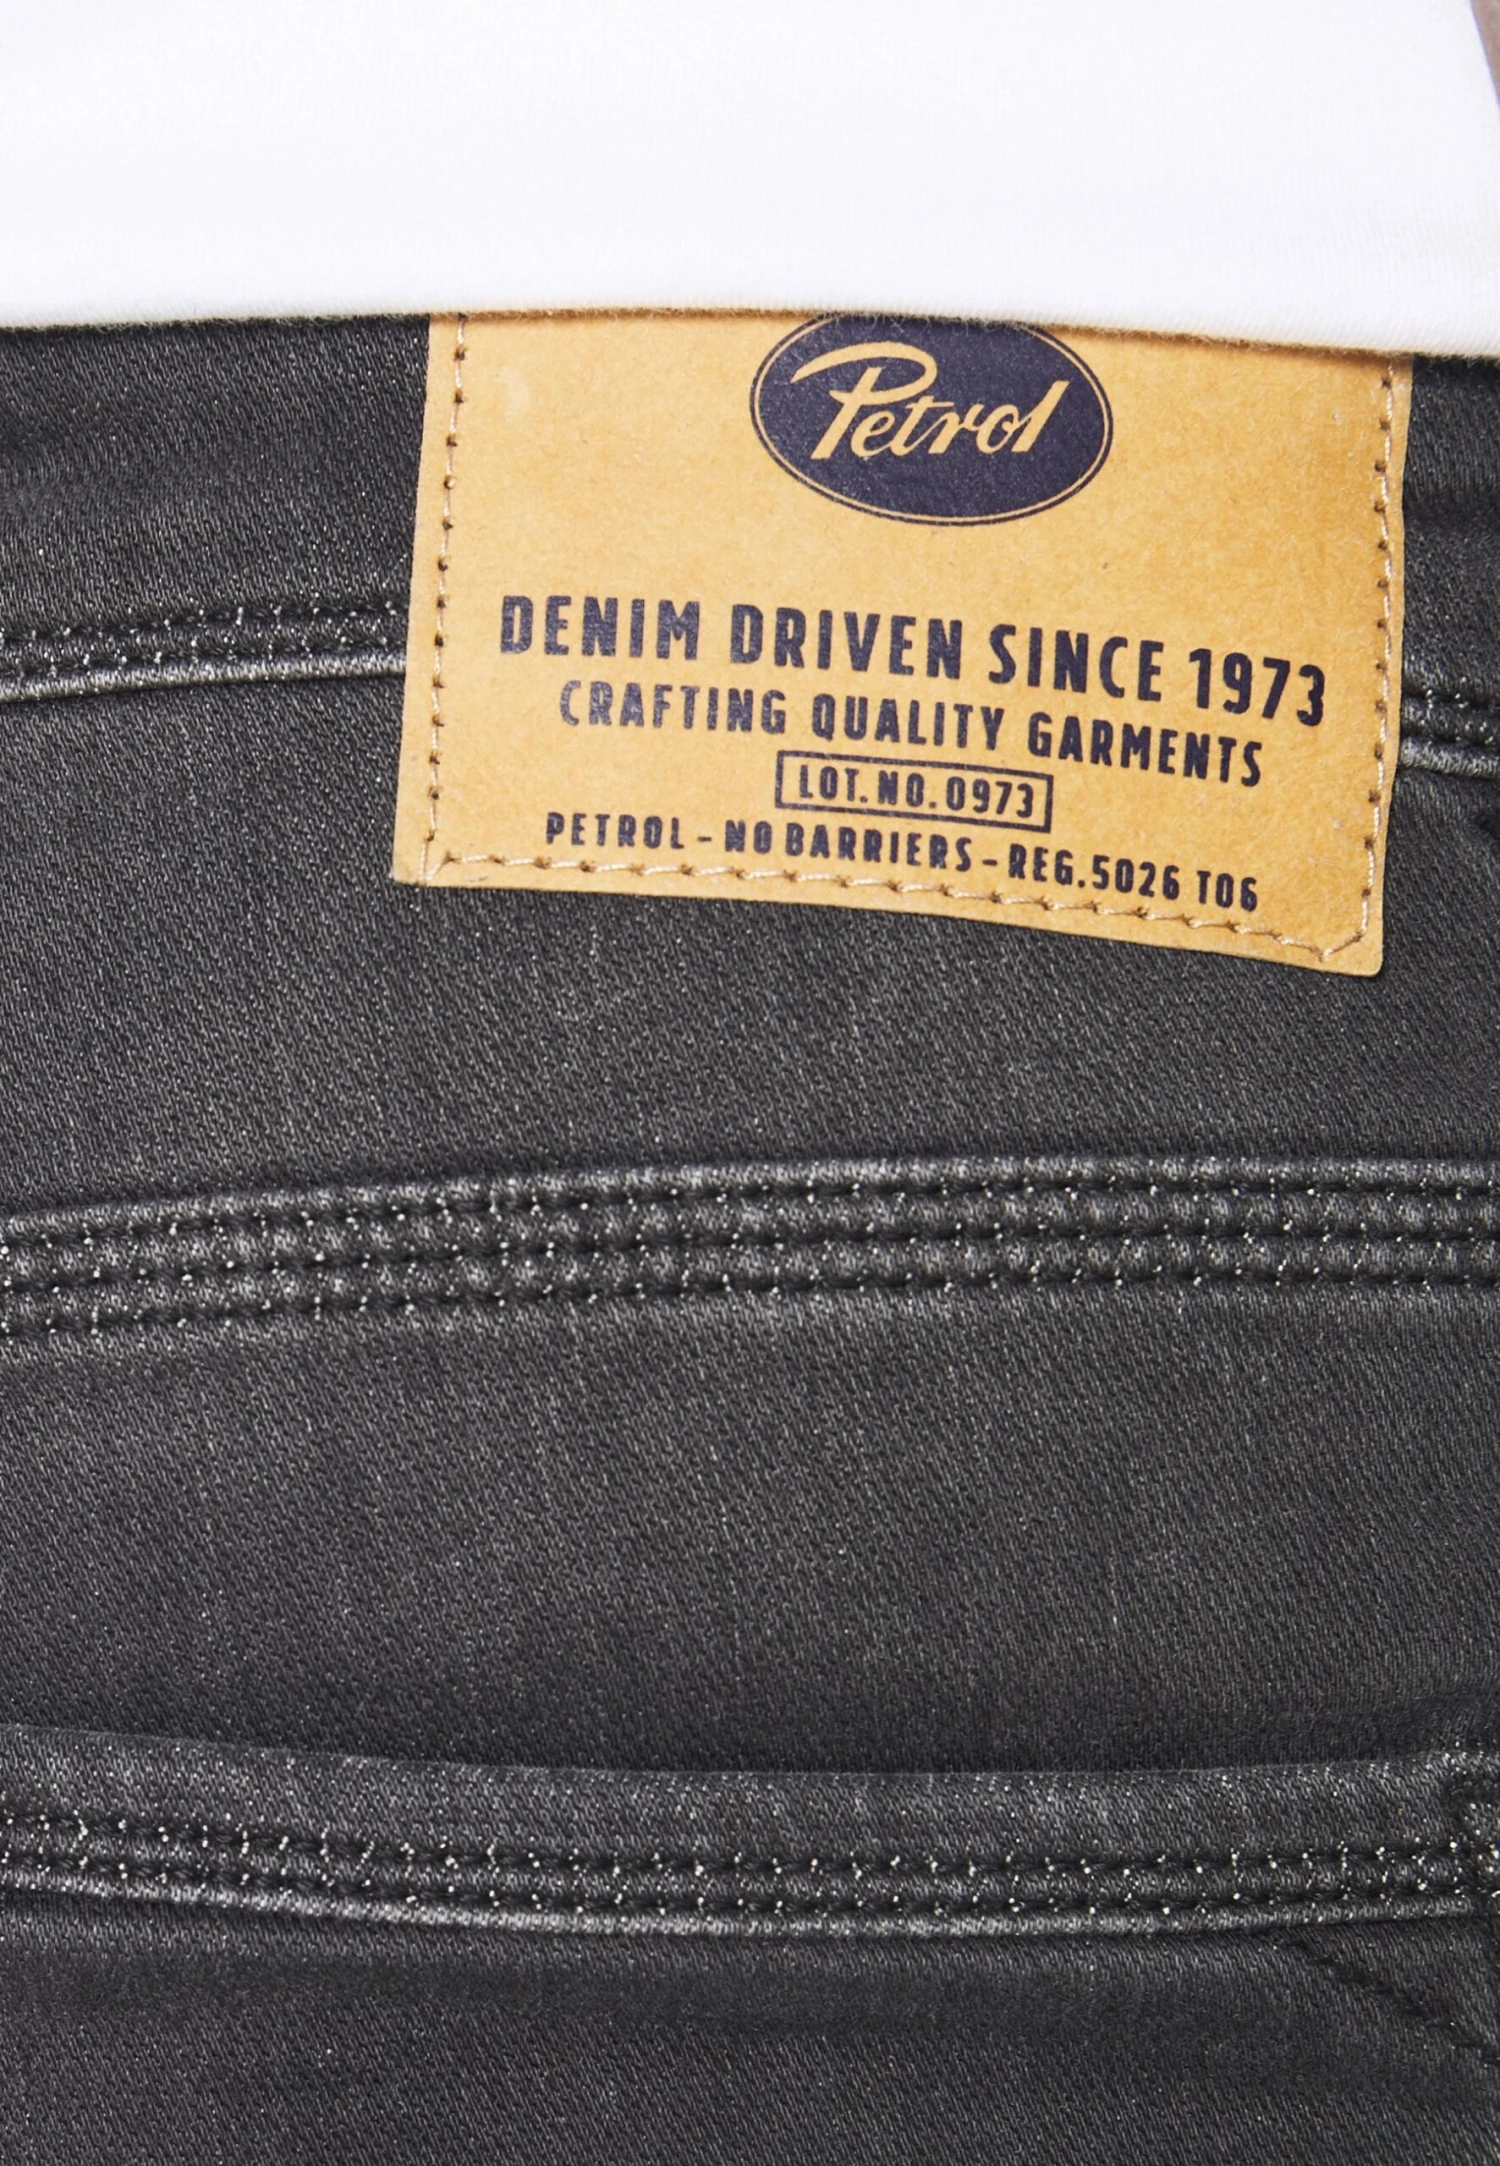 Petrol
DENIM DRIVEN SINCE 1973
CRAFTING QUALITY GARMENTS
LOT. NO. 0973
PETROL - NO BARRIERS - REG. 5026 T06